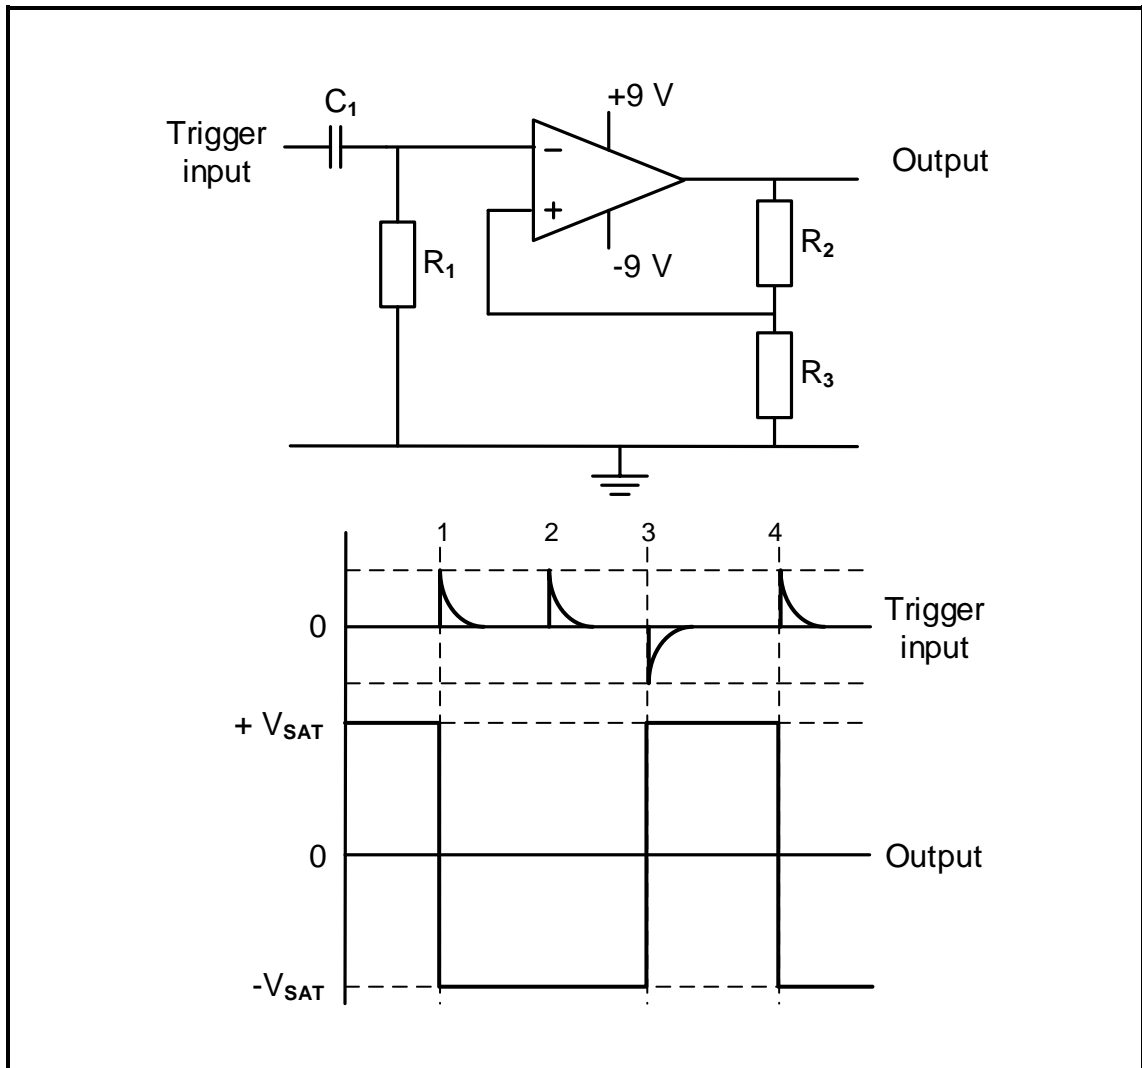 C1
+9 V
Trigger
input
Output
−
+
R1
-9 V
R2
R3
1 2 3 4
0
Trigger
input
+ VSAT
0
Output
-VSAT